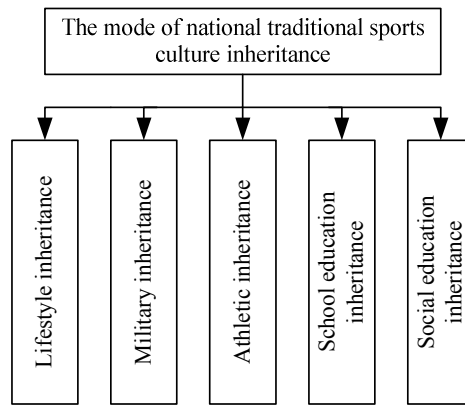 The mode of national traditional sports
culture inheritance
Lifestyle inheritance
Military inheritance
Athletic inheritance
School education
inheritance
Social education
inheritance